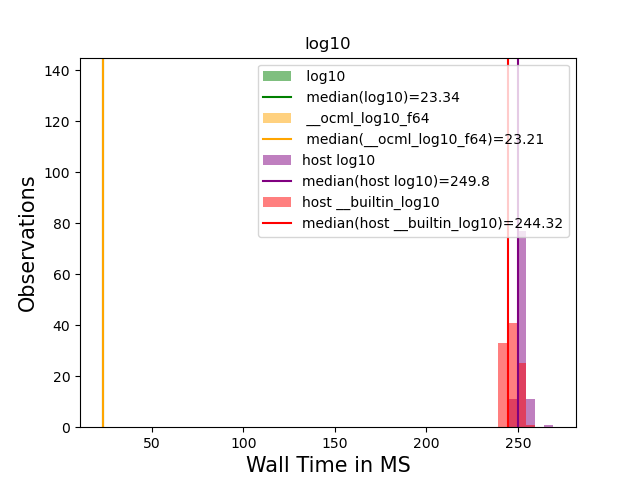 log10
140
120
100
80
60
40
20
0
Observations
log10
median(log10)=23.34
__ocml_log10_f64
median(__ocml_log10_f64)=23.21
host log10
median(host log10)=249.8
host __builtin_log10
median(host __builtin_log10)=244.32
50 100 150 200 250
Wall Time in MS